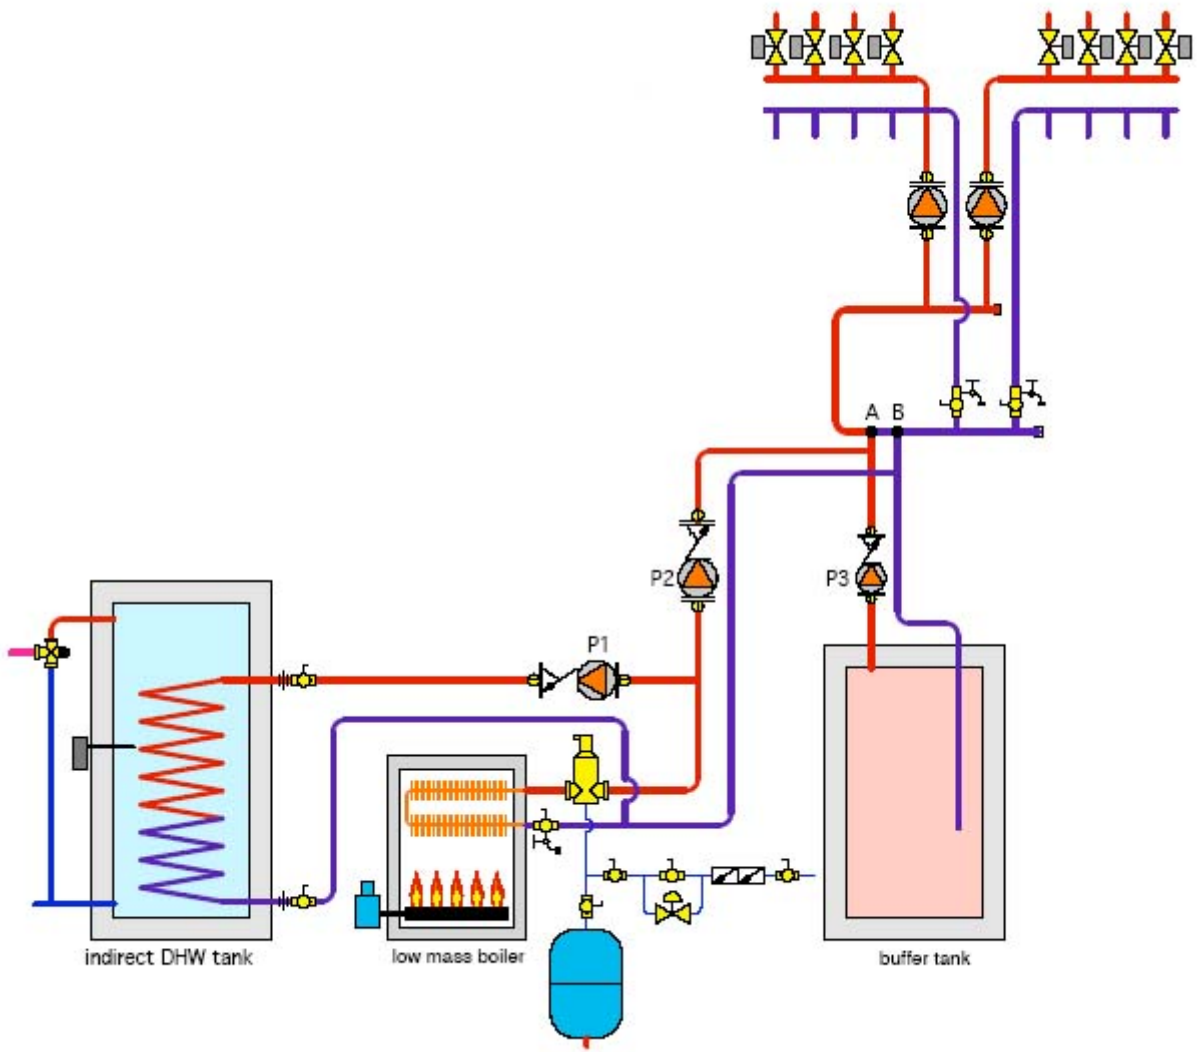 A B
P2
P3
P1
indirect DHW tank
low mass boiler
buffer tank